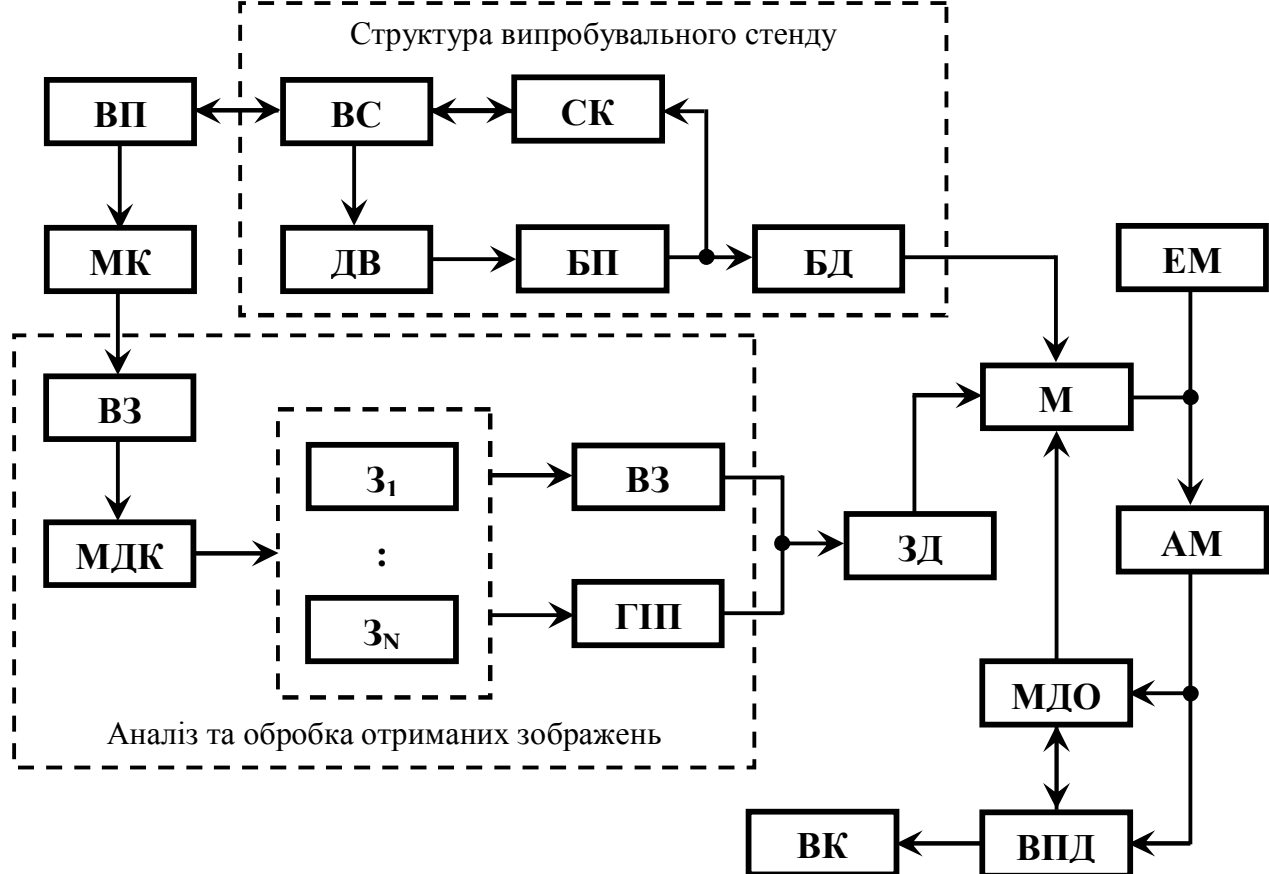 Структура випробувального стенду
ВП
ВС
СК
МК
ДВ
БП
БД
ЕМ
М
ВЗ
З1
ВЗ
МДК
:
ЗД
АМ
ЗN
ГІП
МДО
Аналіз та обробка отриманих зображень
ВК
ВПД